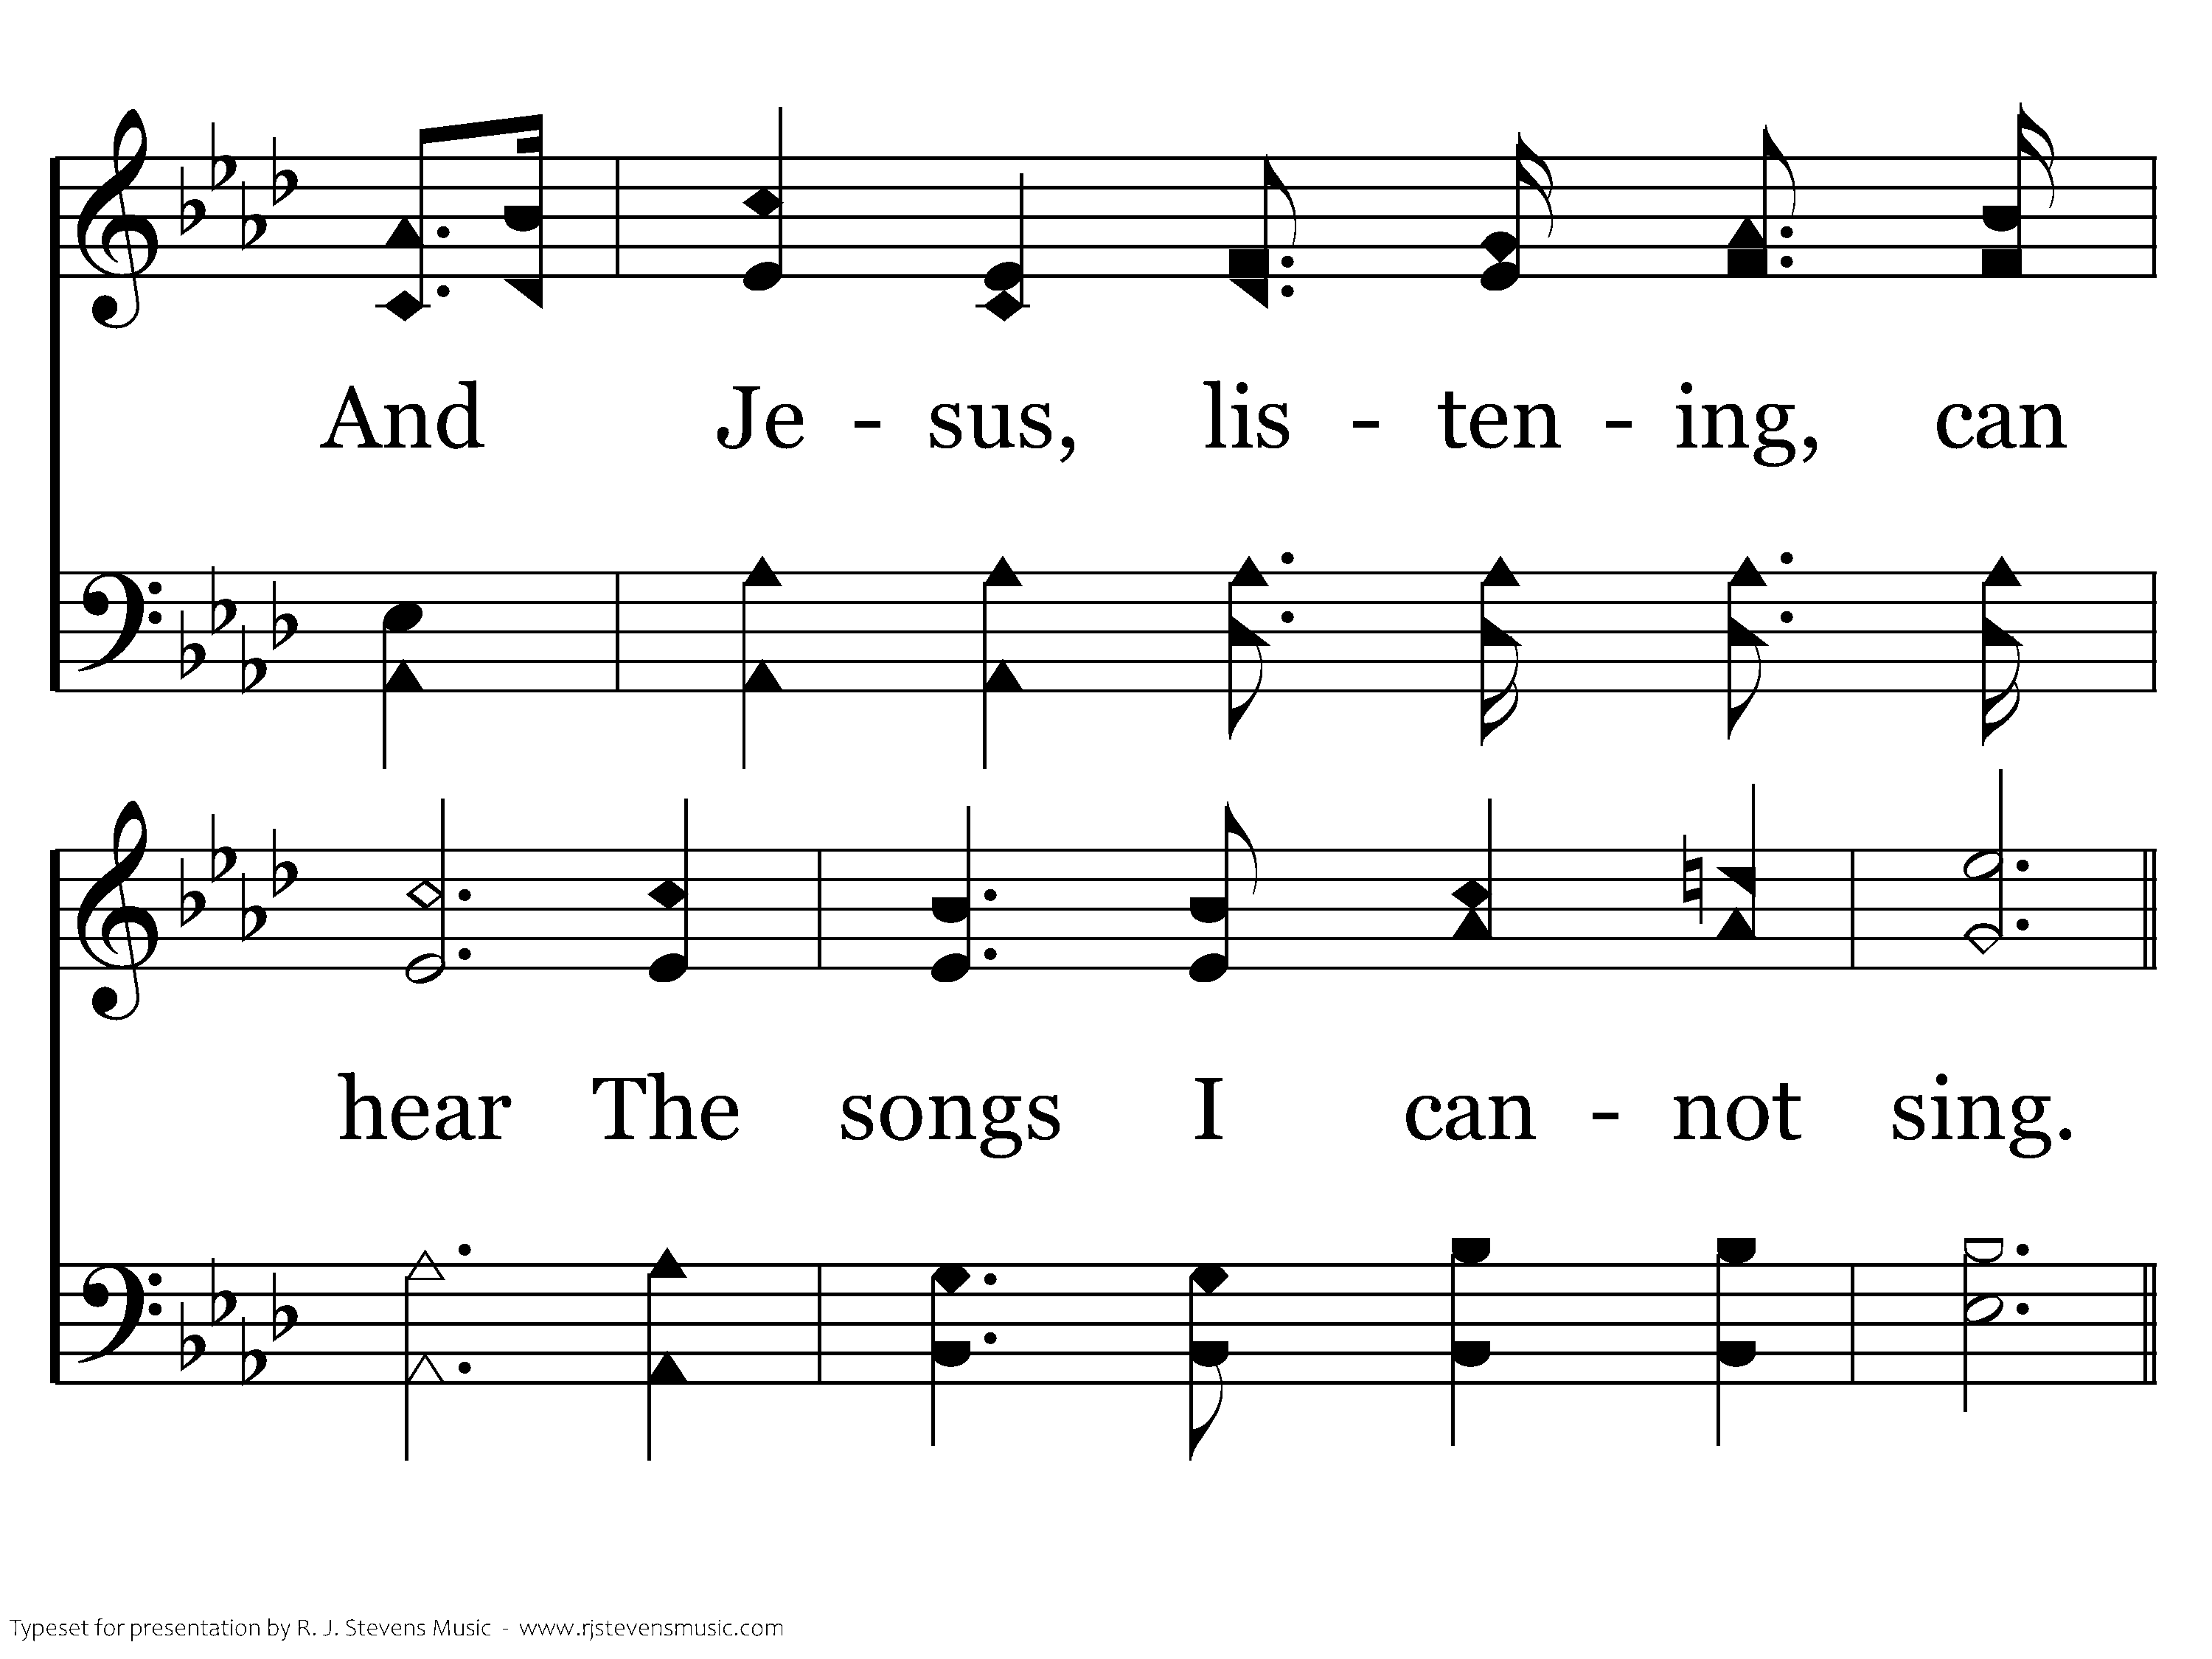 And Je - sus, lis - ten - ing, can
hear The songs I can - not sing.
Typeset for presentation by R. J. Stevens Music - www.rjstevensmusic.com